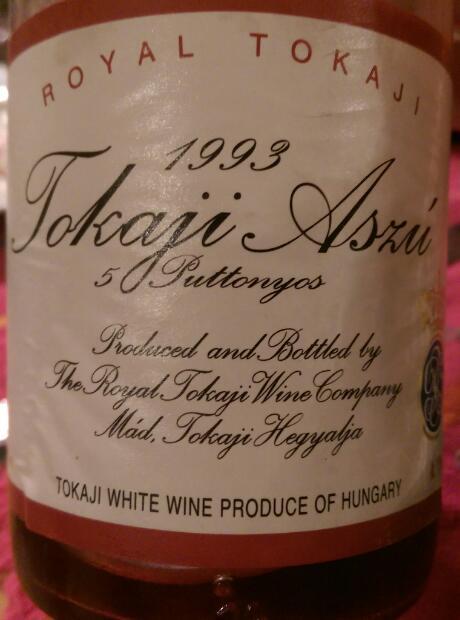 ROYAL TOKAJI
1993
Tokaji Aszú
5 Puttonyos
Produced and Bottled by
The Royal Tokaji Wine Company
Mád, Tokaji Hegyalja
TOKAJI WHITE WINE PRODUCE OF HUNGARY